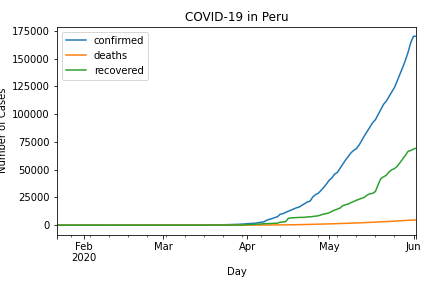 COVID-19 in Peru
175000
150000
125000
100000
75000
50000
25000
0
Number of Cases
confirmed
deaths
recovered
Feb
2020
Mar
Apr
May
Jun
Day